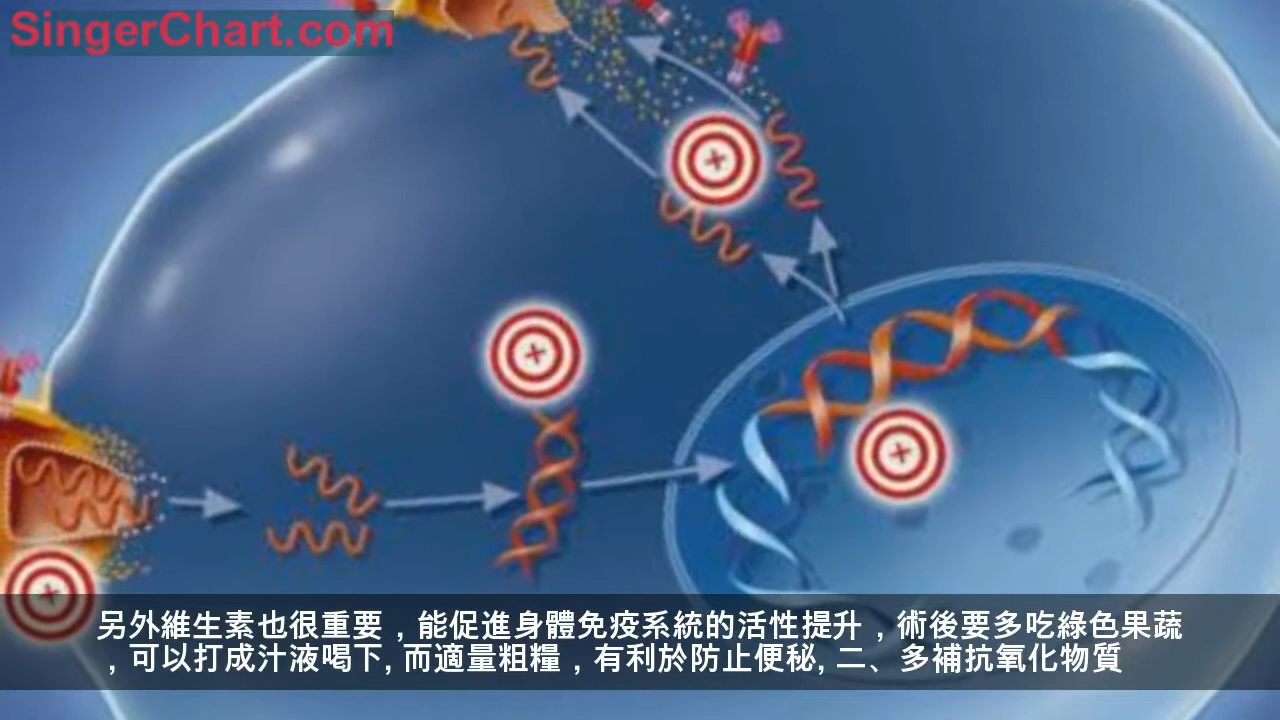 SingerChart.com
另外維生素也很重要，能促進身體免疫系統的活性提升，術後要多吃綠色果蔬
，可以打成汁液喝下, 而適量粗糧，有利於防止便秘, 二、多補抗氧化物質